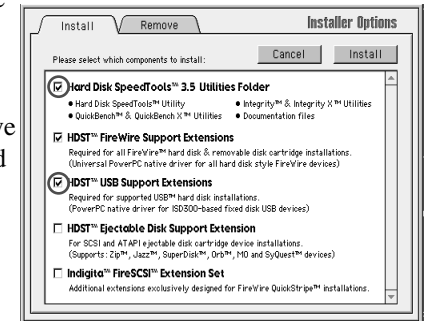 Install Remove Installer Options
Please select which components to install: Cancel Install
Hard Disk SpeedTools™ 3.5 Utilities Folder
• Hard Disk SpeedTools™ Utility • Integrity™ & Integrity X™ Utilities
• QuickBench™ & QuickBench X™ Utilities • Documentation files
ve
HDST™ FireWire Support Extensions
Required for all FireWire™ hard disk & removable disk cartridge installations.
d
(Universal PowerPC native driver for all hard disk style FireWire devices)
HDST™ USB Support Extensions
Required for supported USB™ hard disk installations.
(PowerPC native driver for ISD300-based fixed disk USB devices)
HDST™ Ejectable Disk Support Extension
For SCSI and ATAPI ejectable disk cartridge device installations.
(Supports: Zip™, Jazz™, SuperDisk™, Orb™, MO and SyQuest™ devices)
Indigita™ FireSCSI™ Extension Set
Additional extensions exclusively designed for FireWire QuickStripe™ installations.